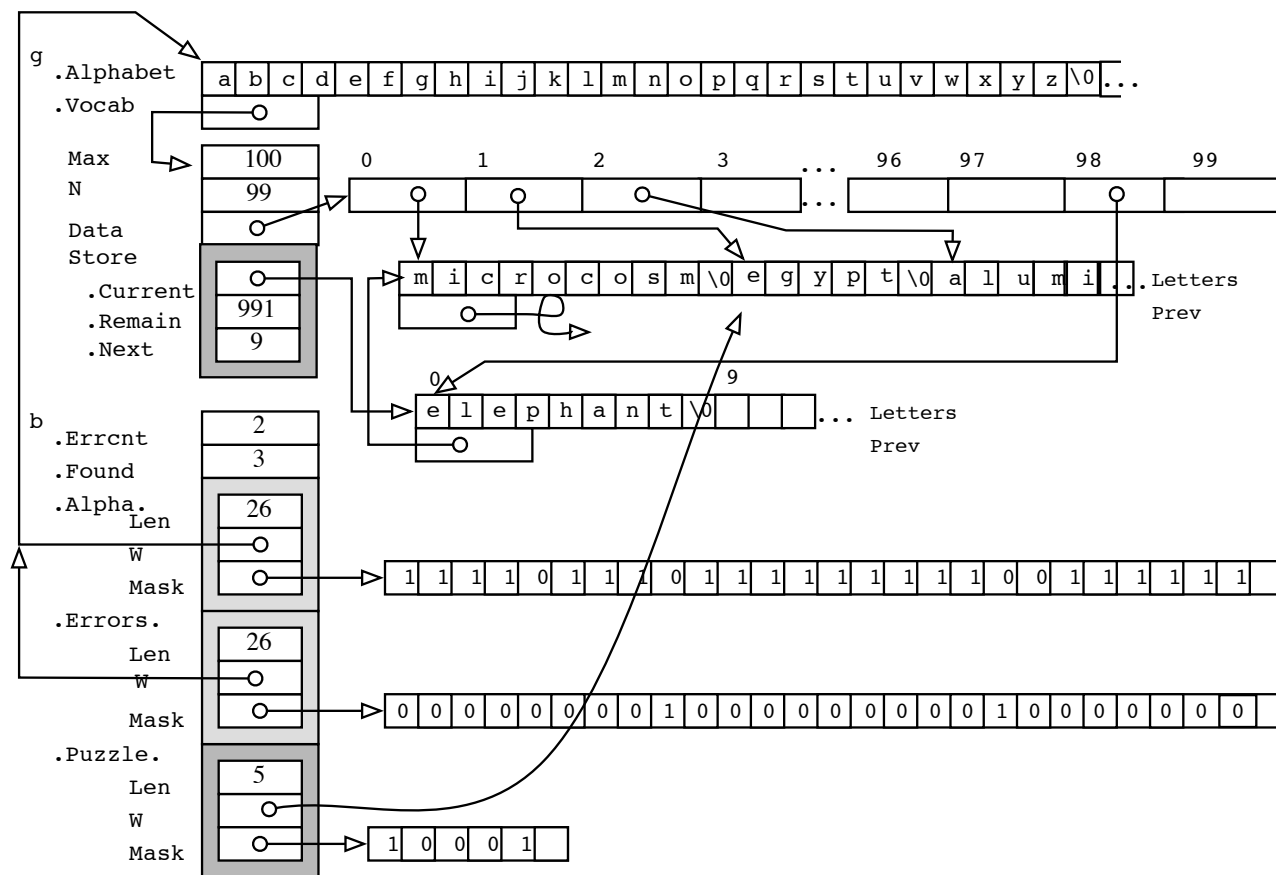 g
.Alphabet a b c d e f g h i j k l m n o p q r s t u v w x y z \0 ...
.Vocab
Max 100 0 1 2 3 ... 96 97 98 99
N 99 ...
Data
Store
m i c r o c o s m \0 e g y p t \0 a l u m i ... Letters
.Current
.Remain 991 Prev
.Next 9
0 9
e l e p h a n t \0 ... Letters
b
.Errcnt 2 Prev
.Found 3
.Alpha.
Len 26
W
Mask 1 1 1 1 0 1 1 1 0 1 1 1 1 1 1 1 1 1 0 0 1 1 1 1 1 1
.Errors.
Len 26
W
Mask 0 0 0 0 0 0 0 0 1 0 0 0 0 0 0 0 0 0 1 0 0 0 0 0 0 0
.Puzzle.
Len 5
W
Mask 1 0 0 0 1